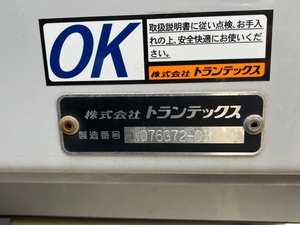 OK
取扱説明書に従い点検、お手入
れの上、安全快適にお使いください。
株式会社 トランテックス
株式会社 トランテックス
製造番号